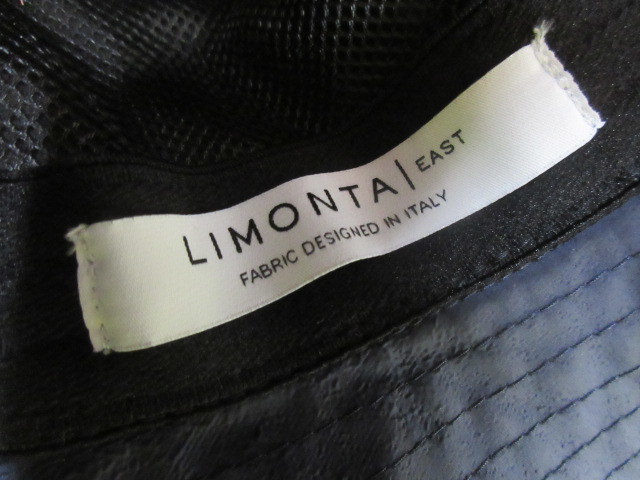 LIMONTA | EAST
FABRIC DESIGNED IN ITALY